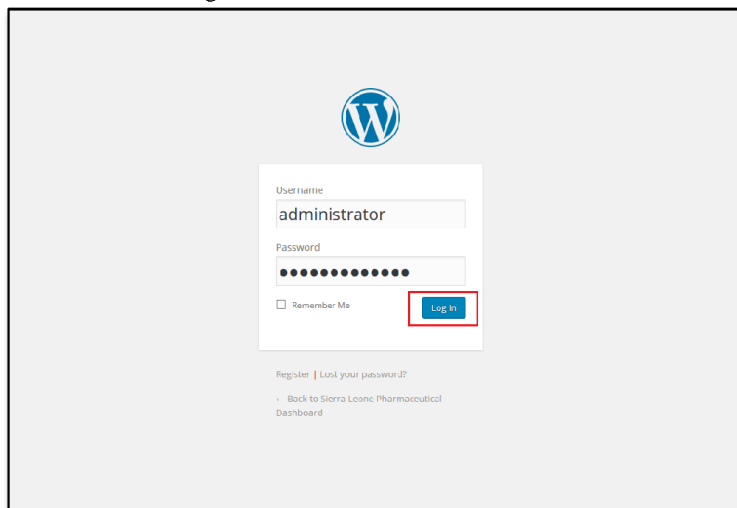 Username
administrator
Password
Remember Me
Log In
Register | Lost your password?
← Back to Sierra Leone Pharmaceutical
Dashboard